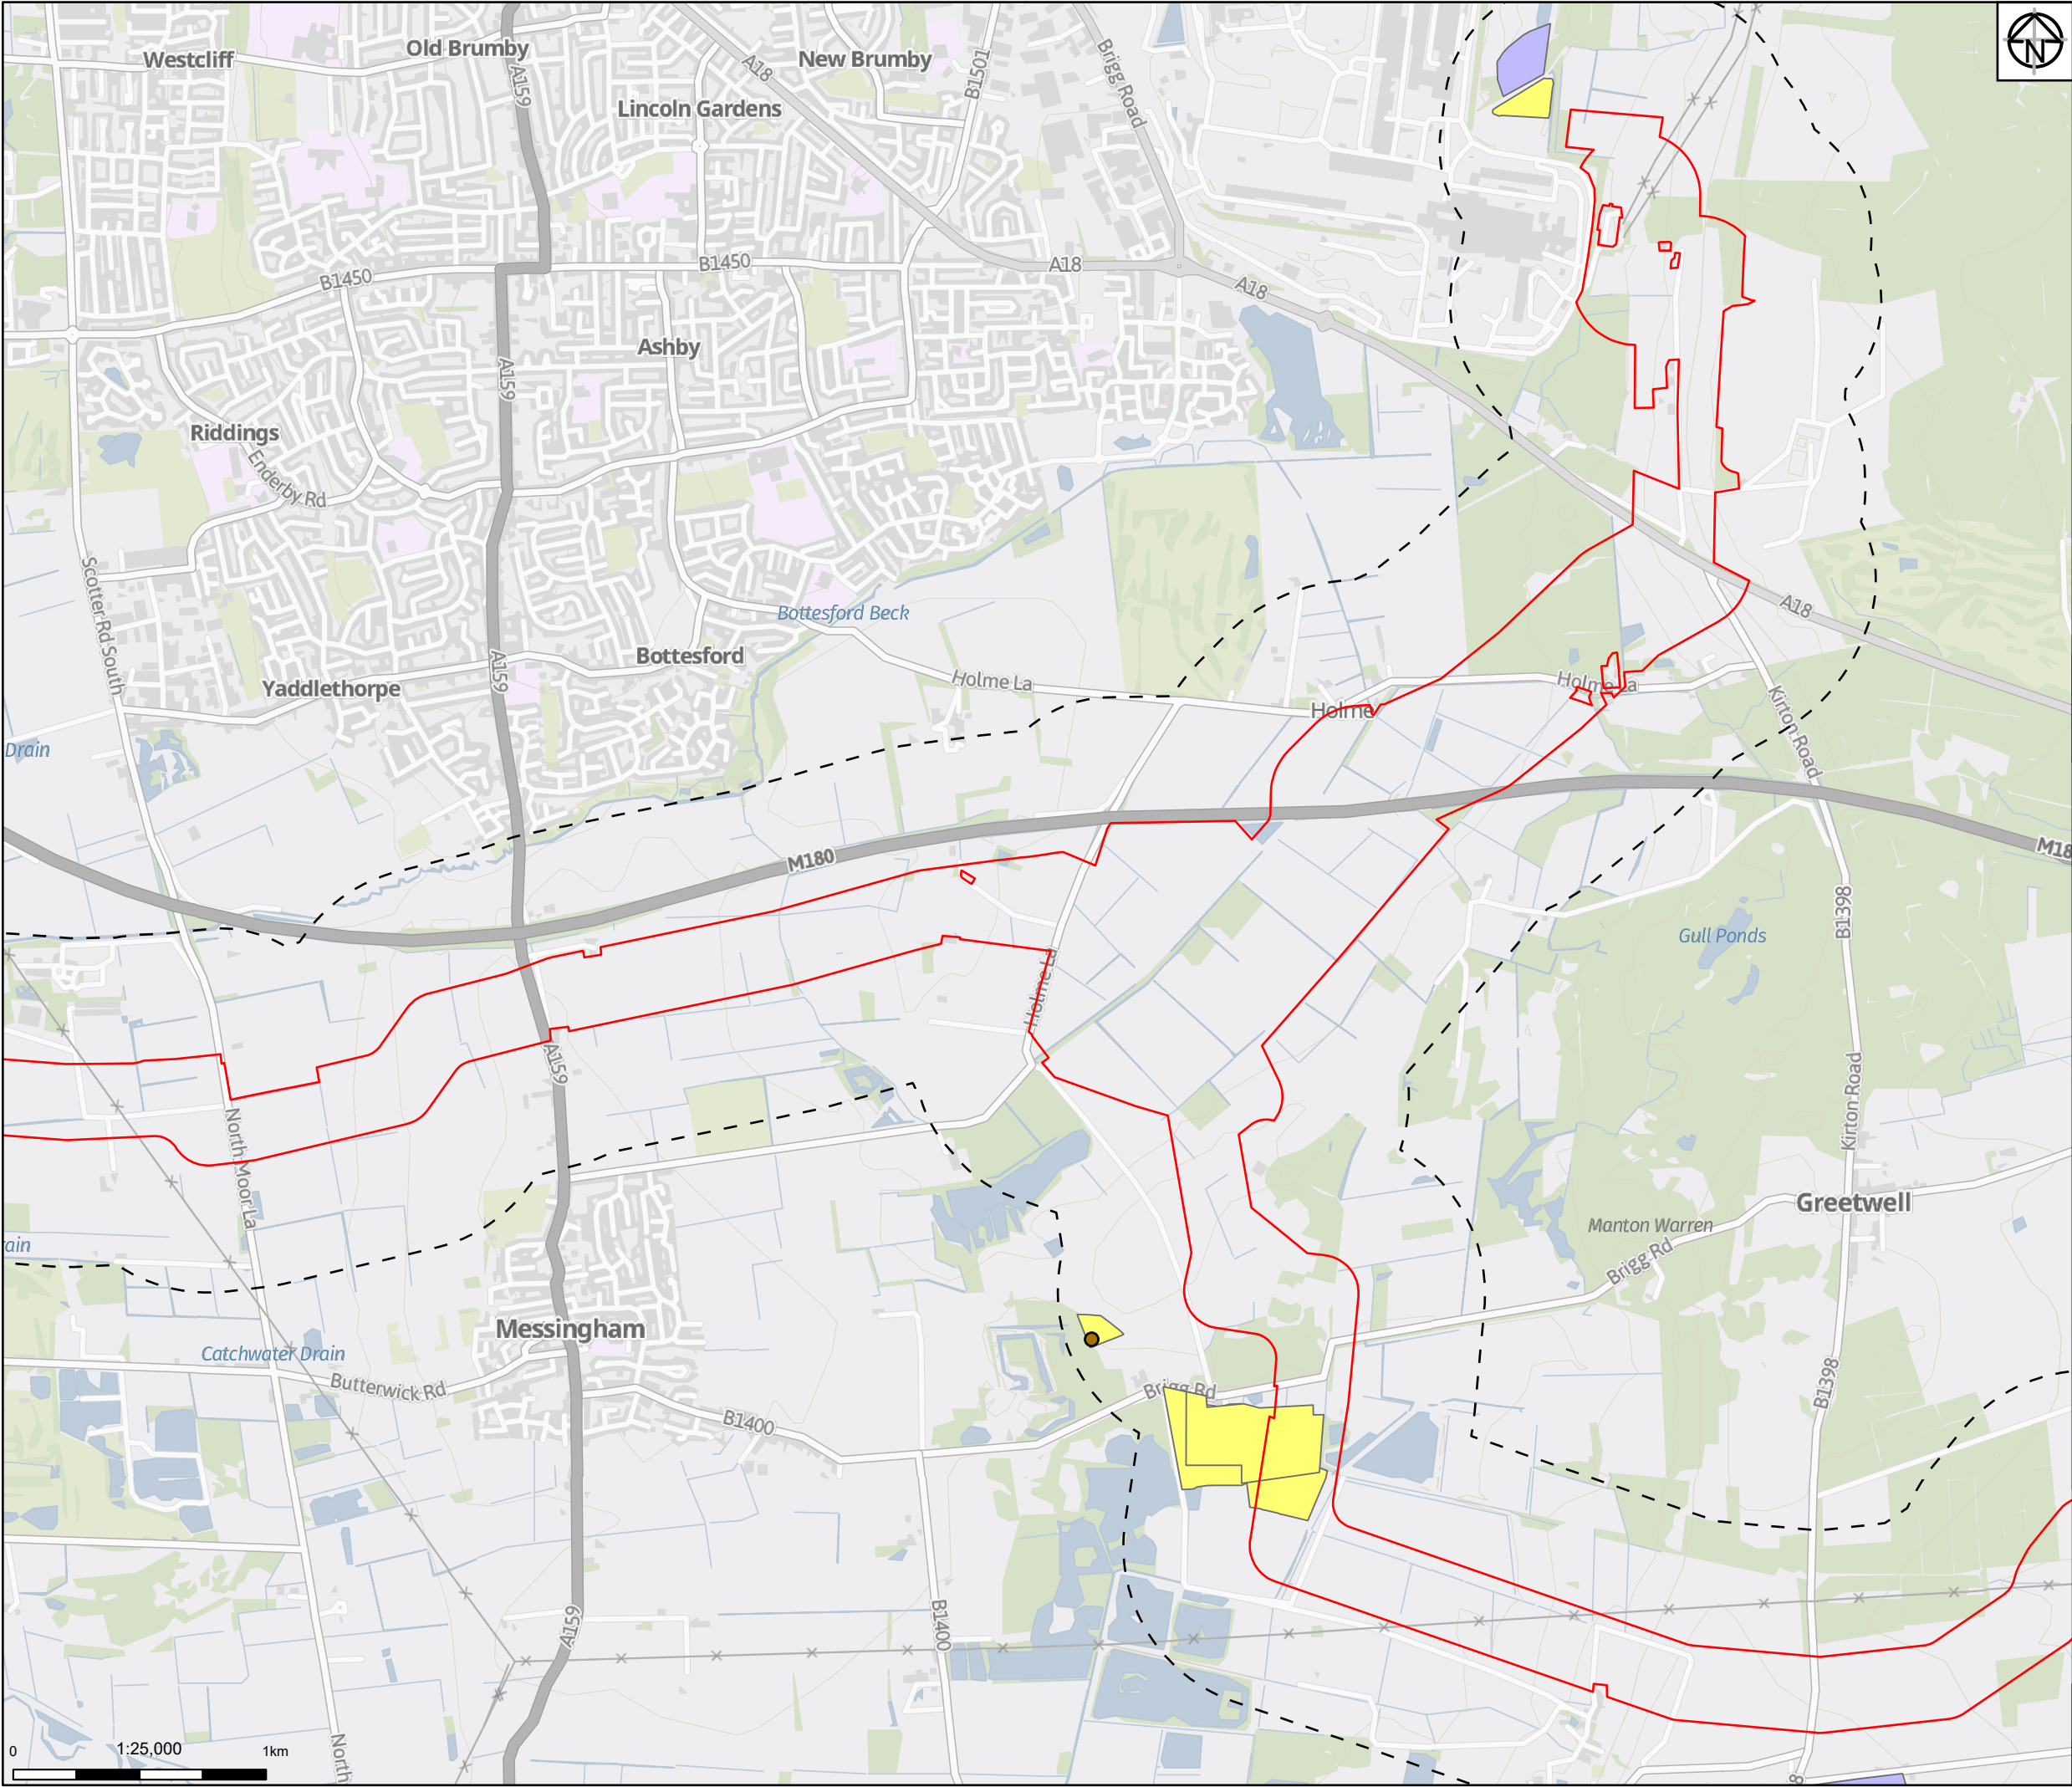 Westcliff
Old Brumby
New Brumby
Lincoln Gardens
A159
A18
B1501
Brigg Road
N
B1450
B1450
A18
A18
Ashby
A159
Riddings
Enderby Rd
Scotter Rd South
Bottesford Beck
A18
Bottesford
A159
Yaddlethorpe
Holme La
Holme La
Holme
Kirton Road
Drain
M180
M18
B1398
Gull Ponds
Holme La
A159
North Moor La
Kirton Road
Greetwell
Manton Warren
Brigg Rd
rain
Messingham
Catchwater Drain
Butterwick Rd
Brigg Rd
B1398
B1400
B1400
A159
North
8
0
1:25,000
1km